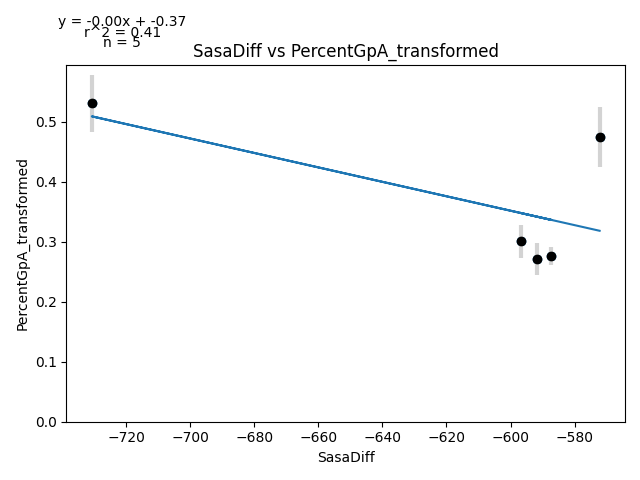 y = -0.00x + -0.37
r^2 = 0.41
n = 5
SasaDiff vs PercentGpA_transformed
PercentGpA_transformed
0.5
0.4
0.3
0.2
0.1
0.0
−720
−700
−680
−660
−640
−620
−600
−580
SasaDiff